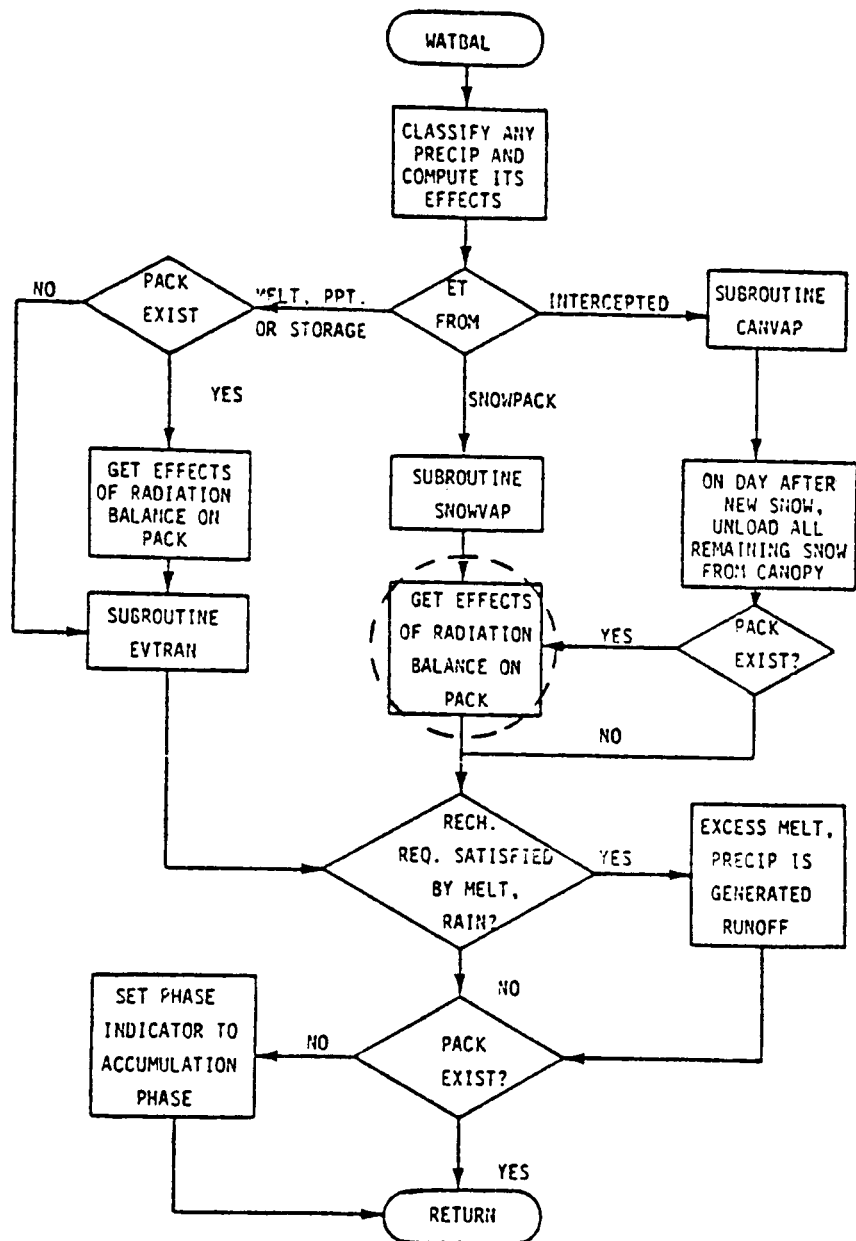 WATBAL
CLASSIFY ANY
PRECIP AND
COMPUTE ITS
EFFECTS
NO
PACK
EXIST
MELT, PPT.
OR STORAGE
ET
FROM
INTERCEPTED
SUBROUTINE
CANVAP
YES
SNOWPACK
GET EFFECTS
OF RADIATION
BALANCE ON
PACK
SUBROUTINE
SNOWVAP
ON DAY AFTER
NEW SNOW,
UNLOAD ALL
REMAINING SNOW
FROM CANOPY
SUBROUTINE
EVTRAN
GET EFFECTS
OF RADIATION
BALANCE ON
PACK
YES
PACK
EXIST?
NO
RECH.
REQ. SATISFIED
BY MELT,
RAIN?
YES
EXCESS MELT,
PRECIP IS
GENERATED
RUNOFF
NO
SET PHASE
INDICATOR TO
ACCUMULATION
PHASE
NO
PACK
EXIST?
YES
RETURN